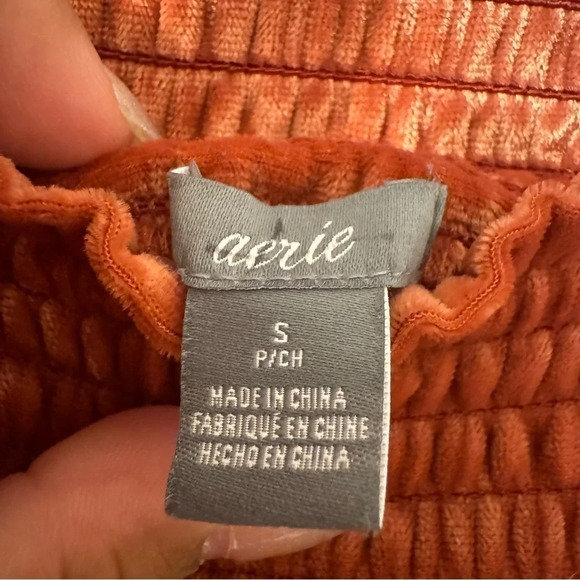 aerie
S
P/CH
MADE IN CHINA
FABRIQUÉ EN CHINE
HECHO EN CHINA